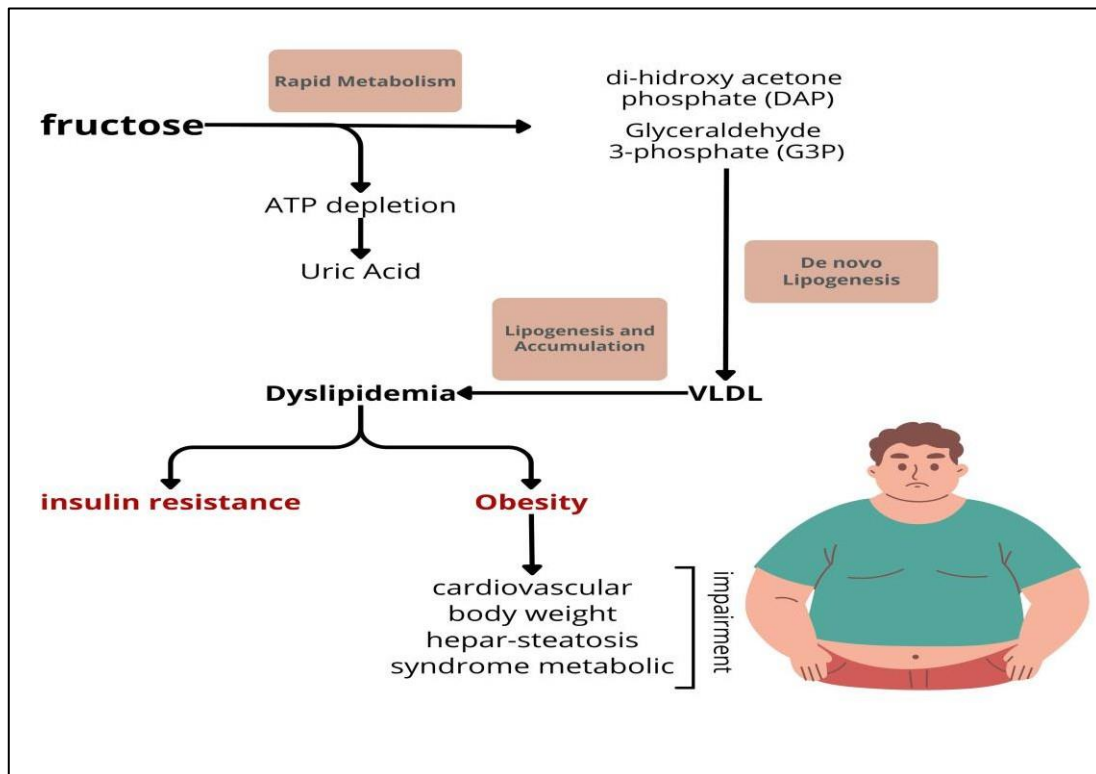 Rapid Metabolism
fructose
di-hidroxy acetone
phosphate (DAP)
Glyceraldehyde
3-phosphate (G3P)
ATP depletion
Uric Acid
De novo
Lipogenesis
Lipogenesis and
Accumulation
Dyslipidemia
VLDL
insulin resistance
Obesity
cardiovascular
body weight
hepar-steatosis
syndrome metabolic
impairment